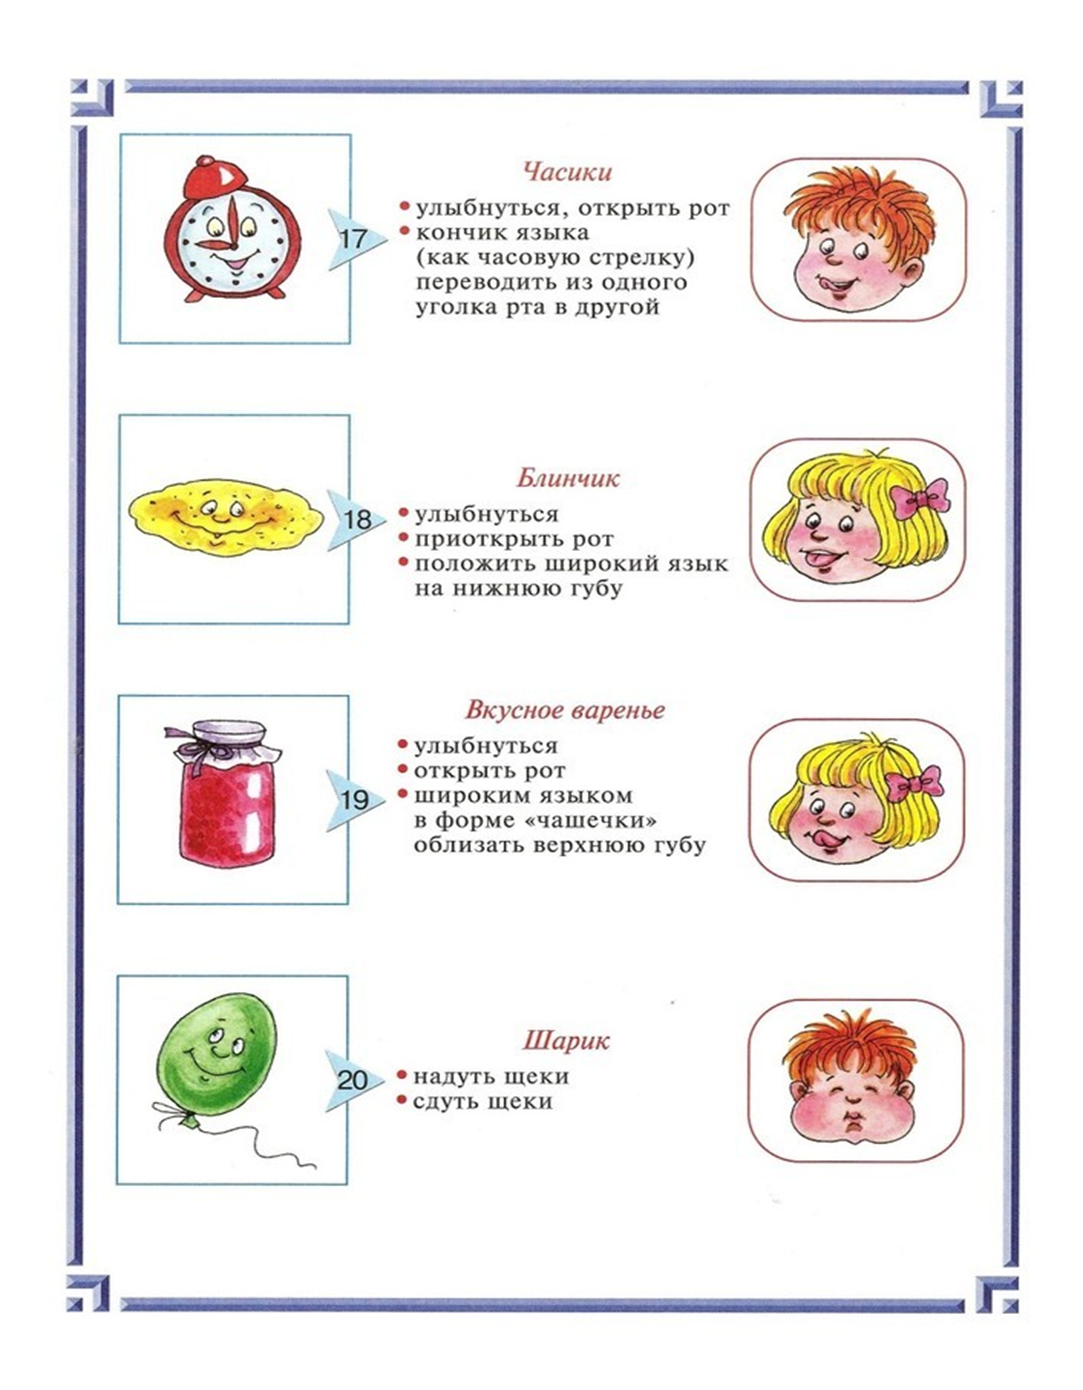 Часики
17
• улыбнуться, открыть рот
• кончик языка
(как часовую стрелку)
переводить из одного
уголка рта в другой
Блинчик
18
• улыбнуться
• приоткрыть рот
• положить широкий язык
на нижнюю губу
Вкусное варенье
19
• улыбнуться
• открыть рот
• широким языком
в форме «чашечки»
облизать верхнюю губу
Шарик
20
• надуть щеки
• сдуть щеки